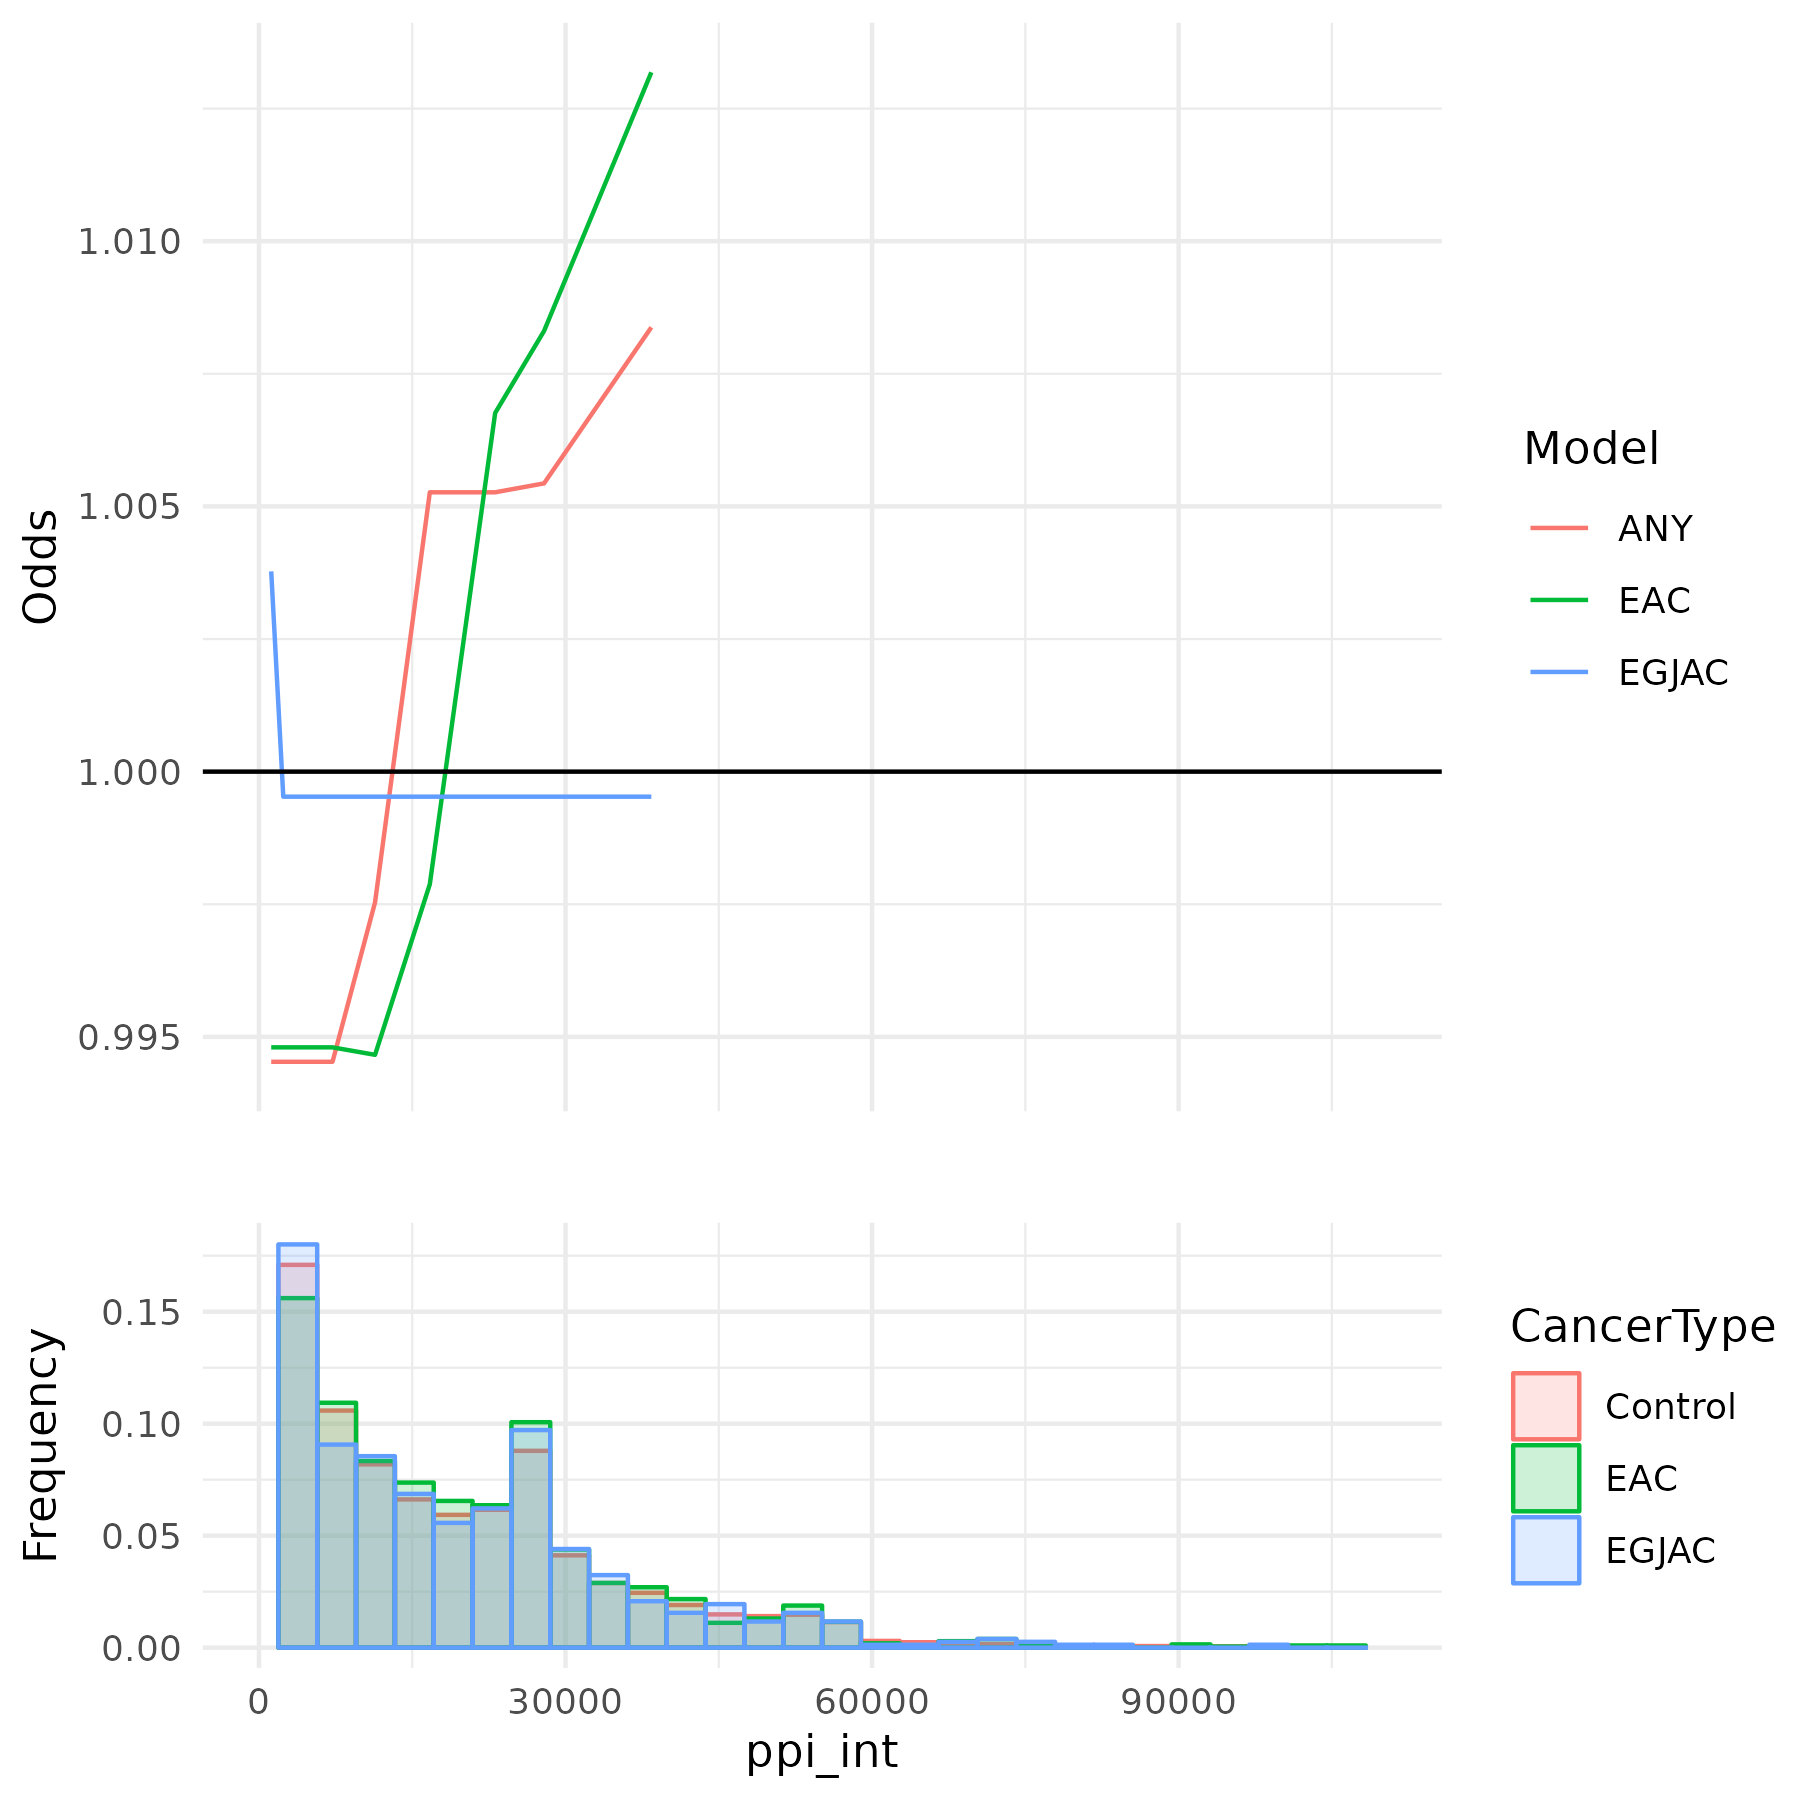 1.010
1.005
1.000
0.995
Odds
Model
ANY
EAC
EGJAC
0.15
0.10
0.05
0.00
Frequency
0
30000
60000
90000
ppi_int
CancerType
Control
EAC
EGJAC